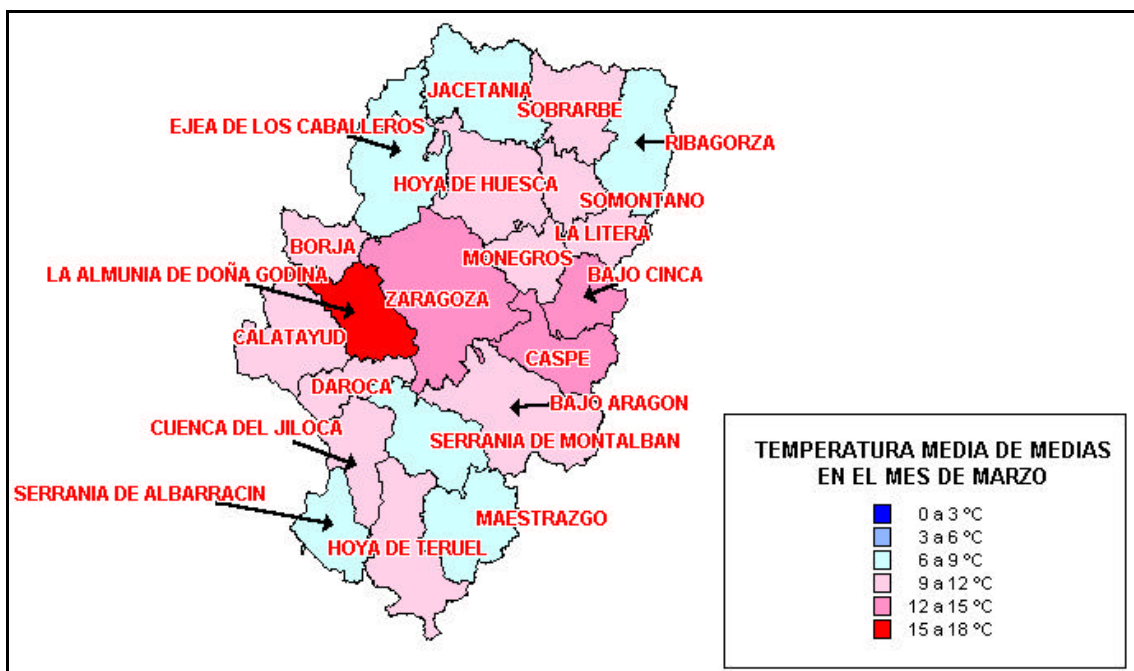 JACETANIA
SOBRARBE
EJEA DE LOS CABALLEROS
RIBAGORZA
HOYA DE HUESCA
SOMONTANO
LA LITERA
BORJA
MONEGROS
LA ALMUNIA DE DOÑA GODINA
BAJO CINCA
ZARAGOZA
CALATAYUD
CASPE
DAROCA
BAJO ARAGON
CUENCA DEL JILOCA
SERRANIA DE MONTALBAN
SERRANIA DE ALBARRACIN
MAESTRAZGO
HOYA DE TERUEL
TEMPERATURA MEDIA DE MEDIAS
EN EL MES DE MARZO
0 a 3 ºC
3 a 6 ºC
6 a 9 ºC
9 a 12 ºC
12 a 15 ºC
15 a 18 ºC